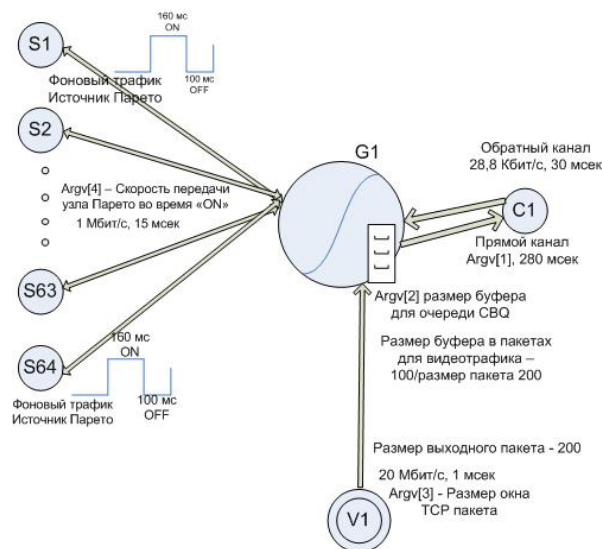 S1
160 мс
ON
100 мс
OFF
Фоновый трафик
Источник Парето
S2
Argv[4] – Скорость передачи
узла Парето во время «ON»
1 Мбит/с, 15 мсек
S63
S64
160 мс
ON
100 мс
OFF
Фоновый трафик
Источник Парето
G1
Обратный канал
28,8 Кбит/с, 30 мсек
C1
Прямой канал
Argv[1], 280 мсек
Argv[2] размер буфера
для очереди CBQ
Размер буфера в пакетах
для видеотрафика –
100/размер пакета 200
Размер выходного пакета - 200
20 Мбит/с, 1 мсек
Argv[3] - Размер окна
TCP пакета
V1